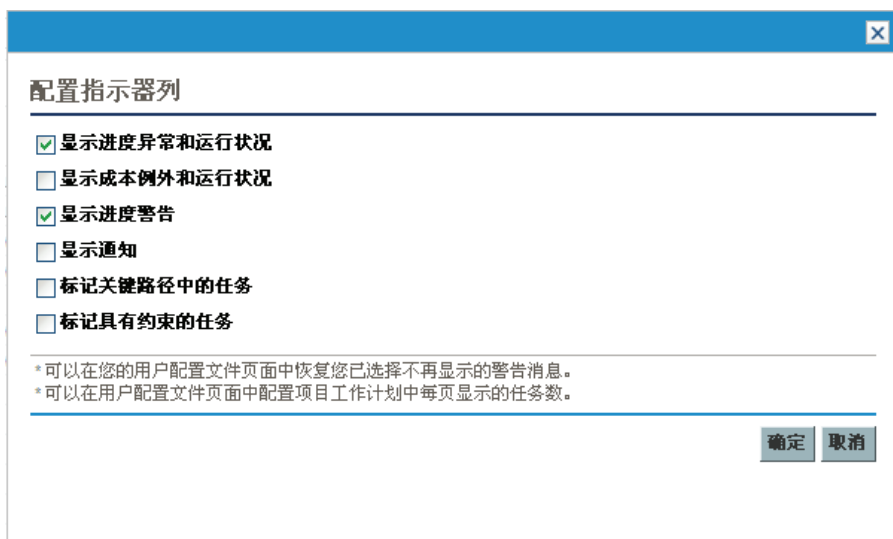 配置指示器列
显示进度异常和运行状况
显示成本例外和运行状况
显示进度警告
显示通知
标记关键路径中的任务
标记具有约束的任务
*可以在您的用户配置文件页面中恢复您已选择不再显示的警告消息。
*可以在用户配置文件页面中配置项目工作计划中每页显示的任务数。
确定 取消